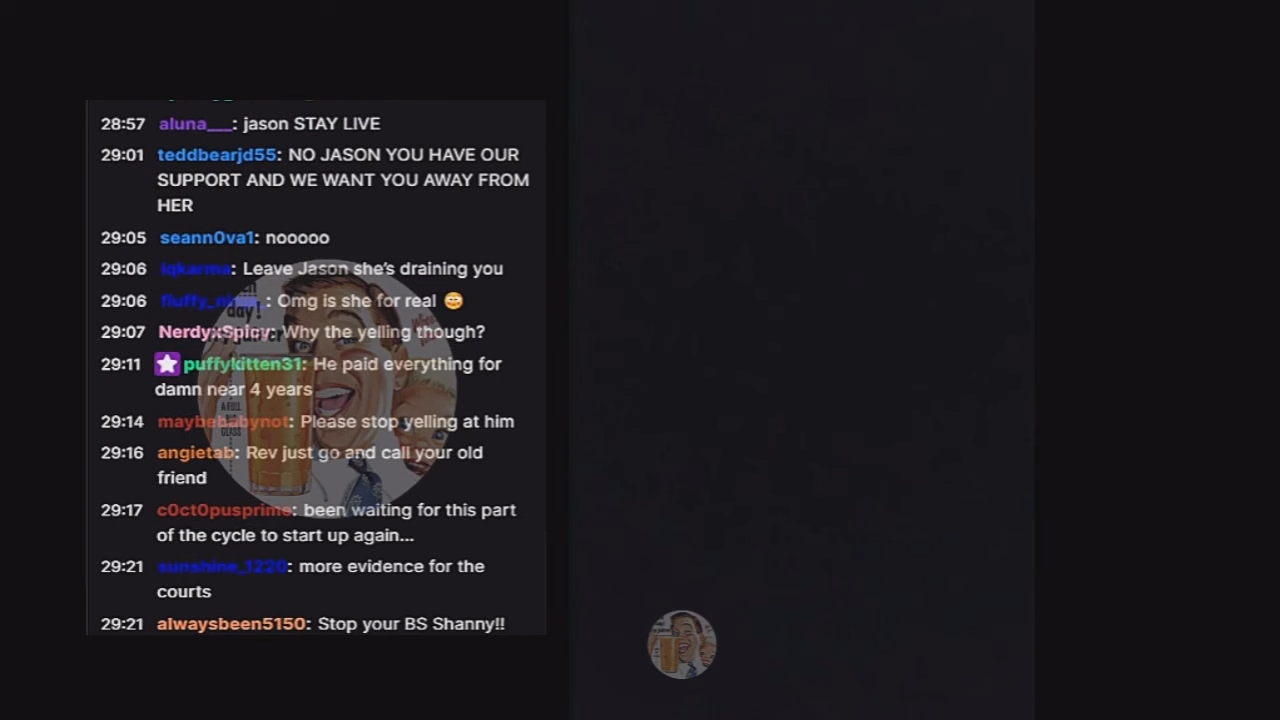 28:57 aluna___: jason STAY LIVE
29:01 teddbearjd55: NO JASON YOU HAVE OUR
SUPPORT AND WE WANT YOU AWAY FROM
HER
29:05 seann0va1: nooooo
29:06 iqkarma: Leave Jason she's draining you
29:06 : Omg is she for real 😳
29:07 NerdyxSpicy: Why the yelling though?
29:11 puffykitten31: He paid everything for
damn near 4 years
29:14 maybebabynot: Please stop yelling at him
29:16 angietab: Rev just go and call your old
friend
29:17 c0ct0pusprime: been waiting for this part
of the cycle to start up again...
29:21 sunshine_1220: more evidence for the
courts
29:21 alwaysbeen5150: Stop your BS Shanny!!
day!
A FULL
BIG
GLASS